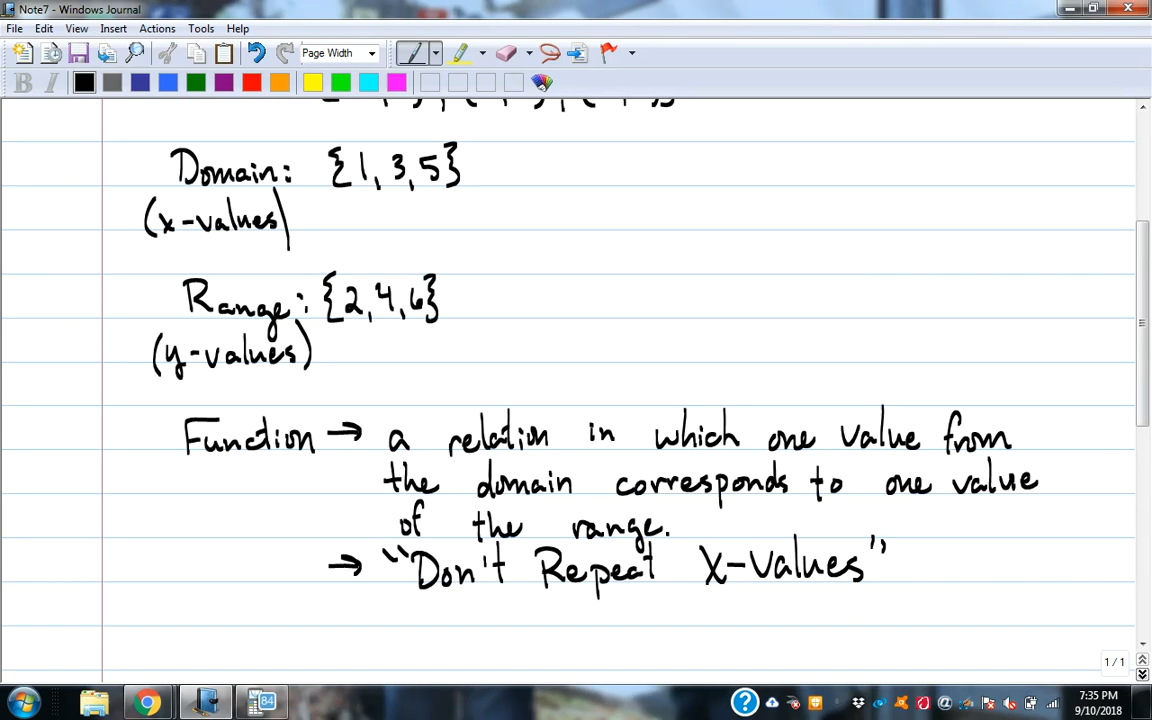 Note7 - Windows Journal
File Edit View Insert Actions Tools Help
Page Width
B I
Domain: {1, 3, 5}
(x-values)
Range: {2, 4, 6}
(y-values)
Function → a relation in which one value from
the domain corresponds to one value
of the range.
→ "Don't Repeat x-values"
1 / 1
84
7:35 PM
9/10/2018